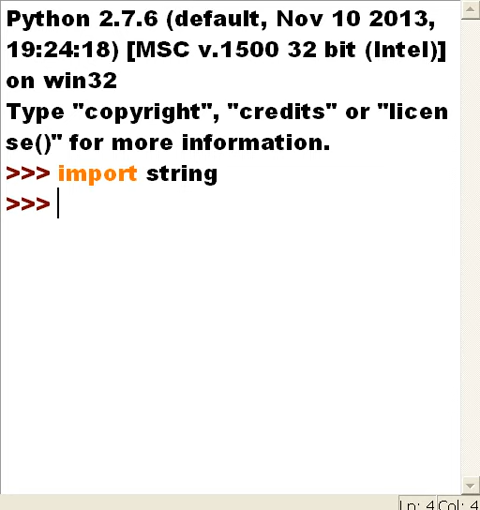 Python 2.7.6 (default, Nov 10 2013,
19:24:18) [MSC v.1500 32 bit (Intel)]
on win32
Type "copyright", "credits" or "licen
se()" for more information.
>>> import string
>>>
Ln: 4 Col: 4